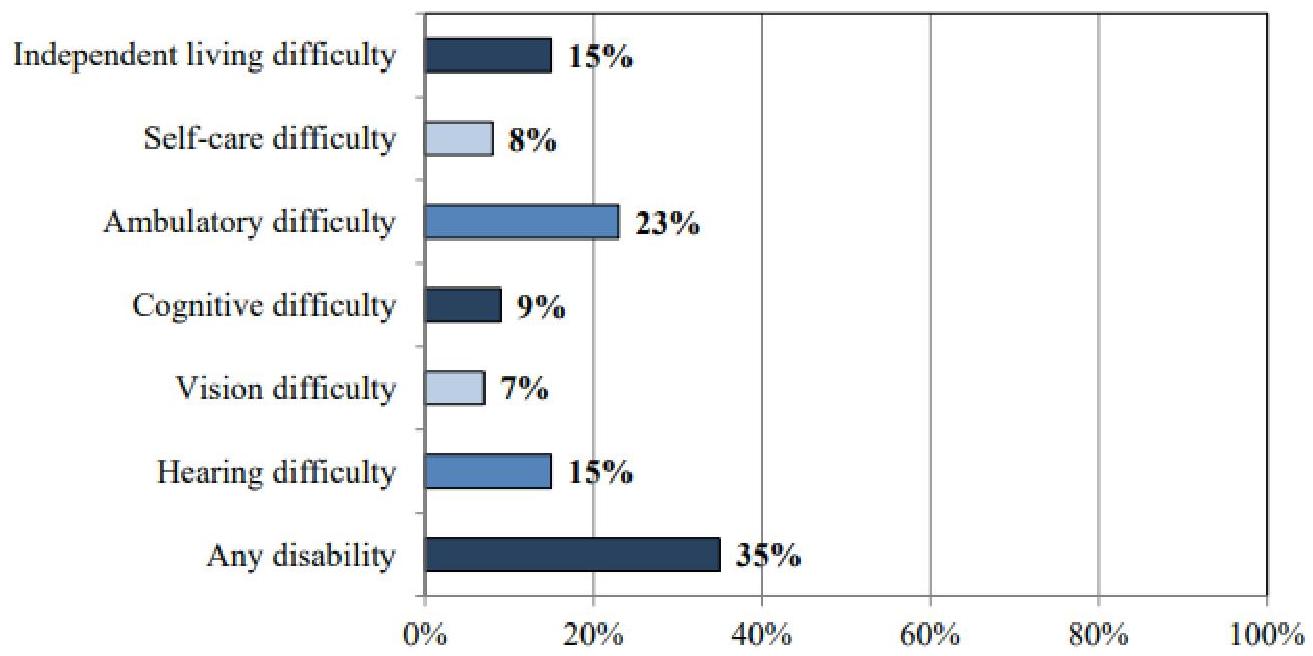 Independent living difficulty 15%
Self-care difficulty 8%
Ambulatory difficulty 23%
Cognitive difficulty 9%
Vision difficulty 7%
Hearing difficulty 15%
Any disability 35%
0% 20% 40% 60% 80% 100%